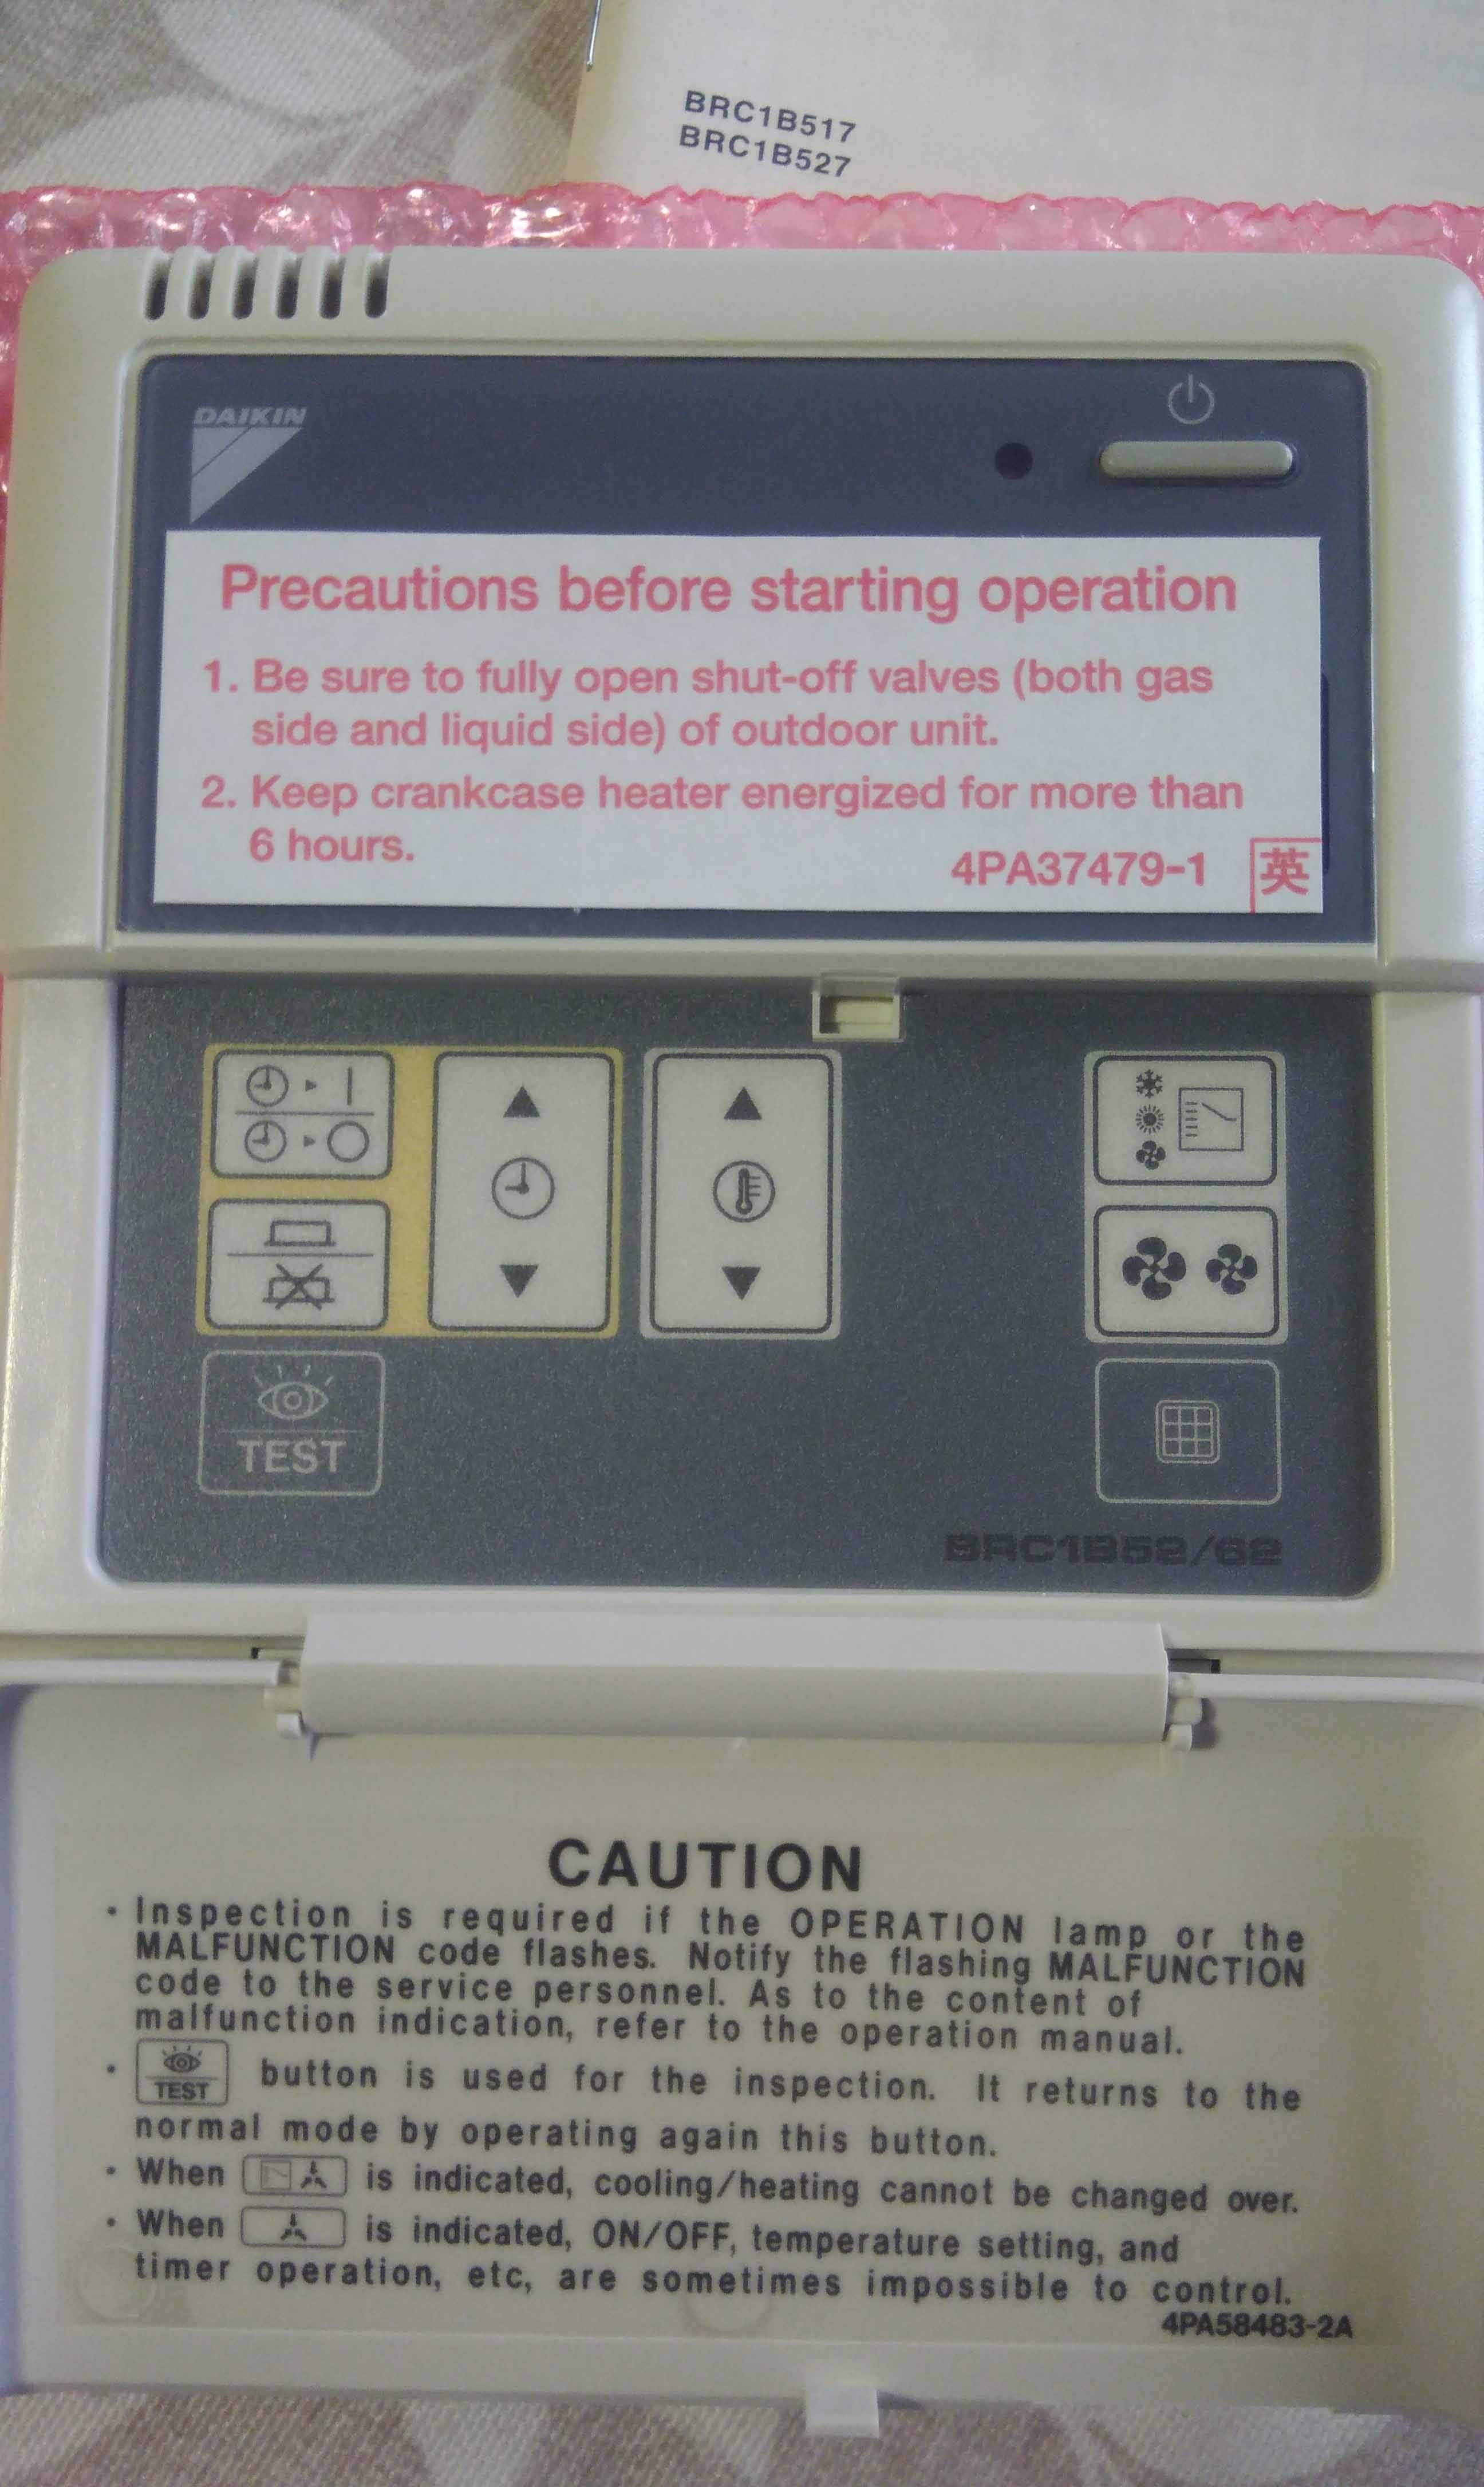 BRC1B517
BRC1B527
DAIKIN
Precautions before starting operation
1. Be sure to fully open shut-off valves (both gas
side and liquid side) of outdoor unit.
2. Keep crankcase heater energized for more than
6 hours.
4PA37479-1 英
TEST
BRC1B52/62
CAUTION
· Inspection is required if the OPERATION lamp or the
MALFUNCTION code flashes. Notify the flashing MALFUNCTION
code to the service personnel. As to the content of
malfunction indication, refer to the operation manual.
· TEST button is used for the inspection. It returns to the
normal mode by operating again this button.
· When is indicated, cooling/heating cannot be changed over.
· When is indicated, ON/OFF, temperature setting, and
timer operation, etc, are sometimes impossible to control.
4PA58483-2A